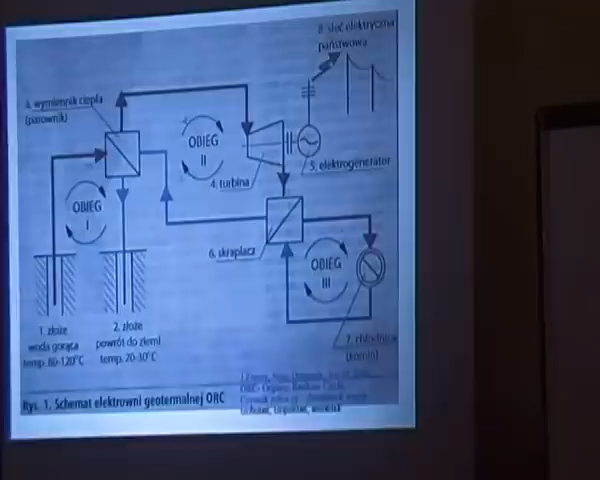 8. sieć elektryczna
państwowa
3. wymiennik ciepła
(parownik)
OBIEG
II
5. elektrogenerator
4. turbina
OBIEG
I
6. skraplacz
OBIEG
III
1. złoże
woda gorąca
temp. 80-120°C
2. złoże
powrót do ziemi
temp. 20-30°C
7. chłodnica
(komin)
Rys. 1. Schemat elektrowni geotermalnej ORC